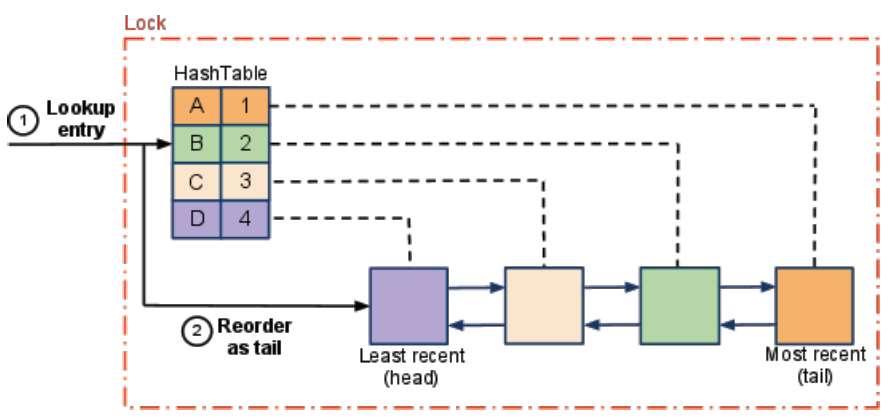 Lock
HashTable
1 Lookup
entry
A 1
B 2
C 3
D 4
2 Reorder
as tail
Least recent
(head)
Most recent
(tail)